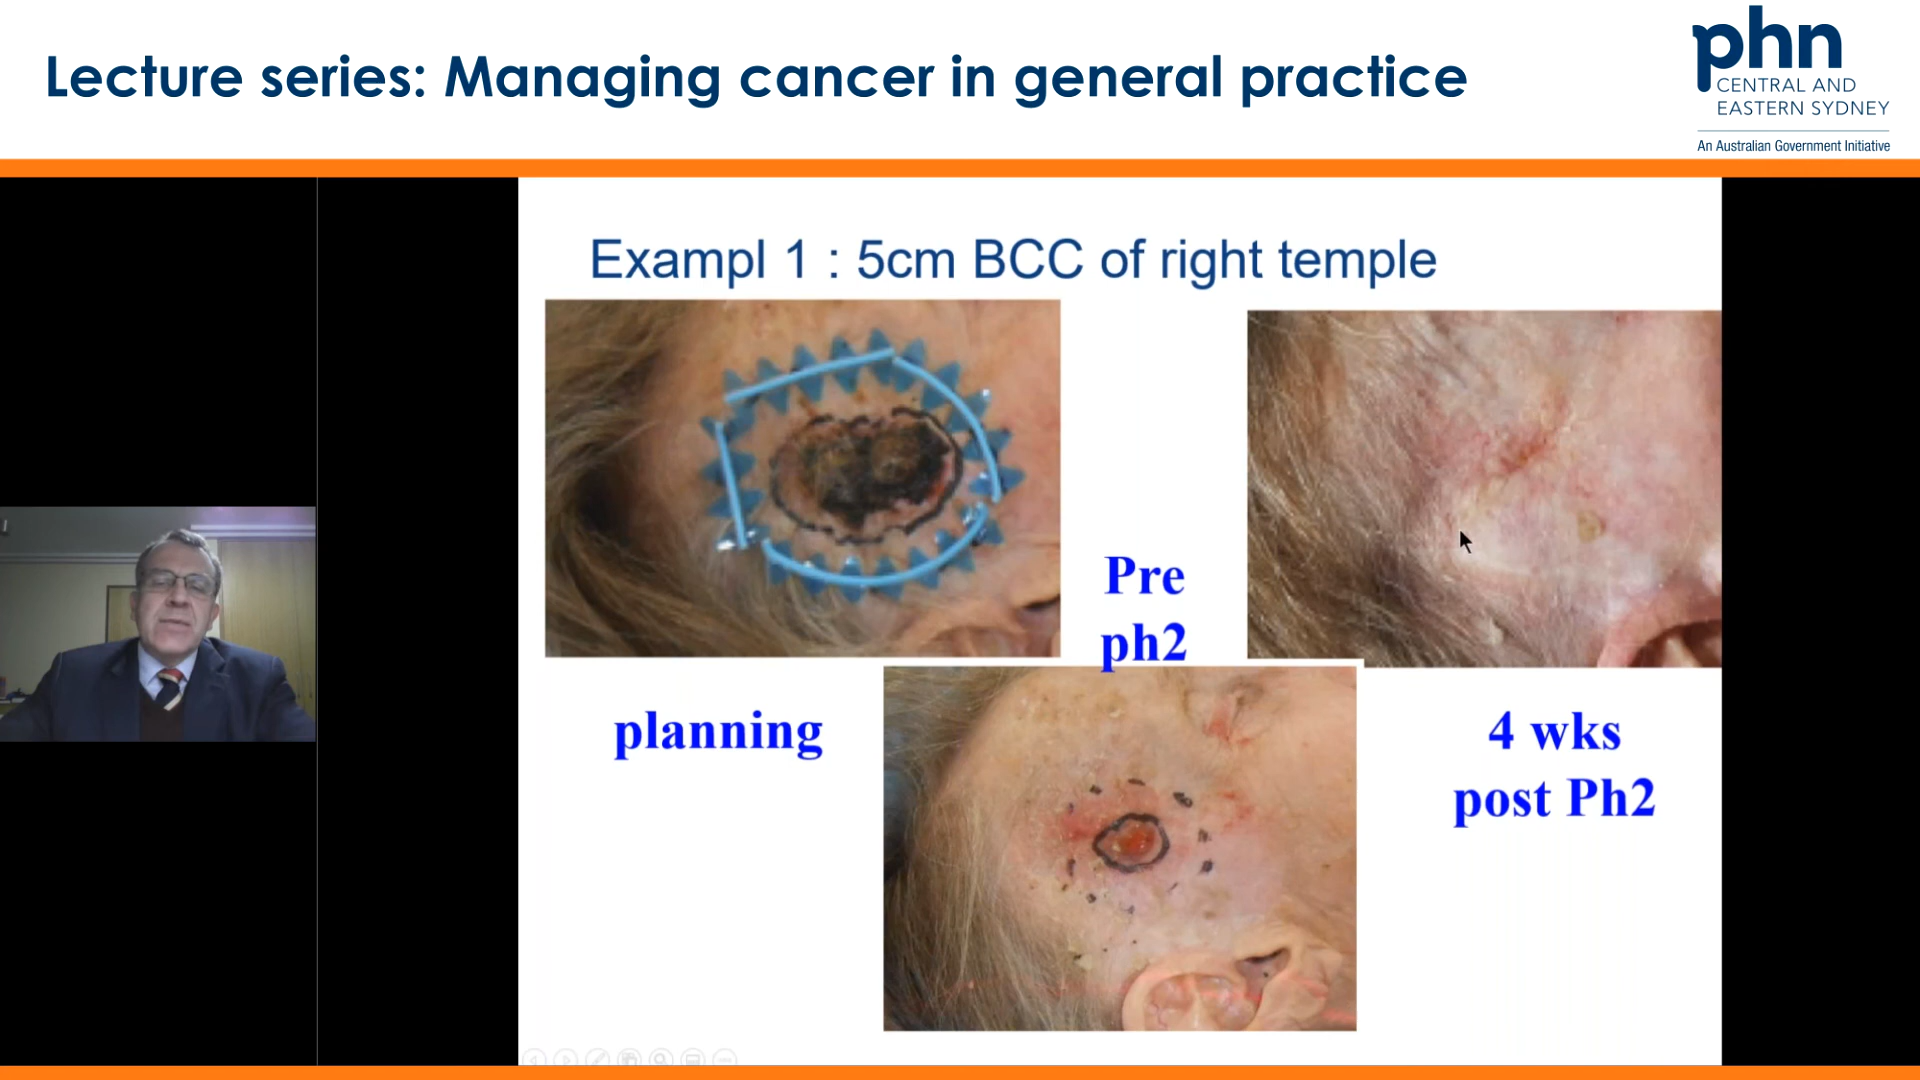 Lecture series: Managing cancer in general practice
phn
CENTRAL AND
EASTERN SYDNEY
An Australian Government Initiative
Exampl 1 : 5cm BCC of right temple
Pre
ph2
planning
4 wks
post Ph2